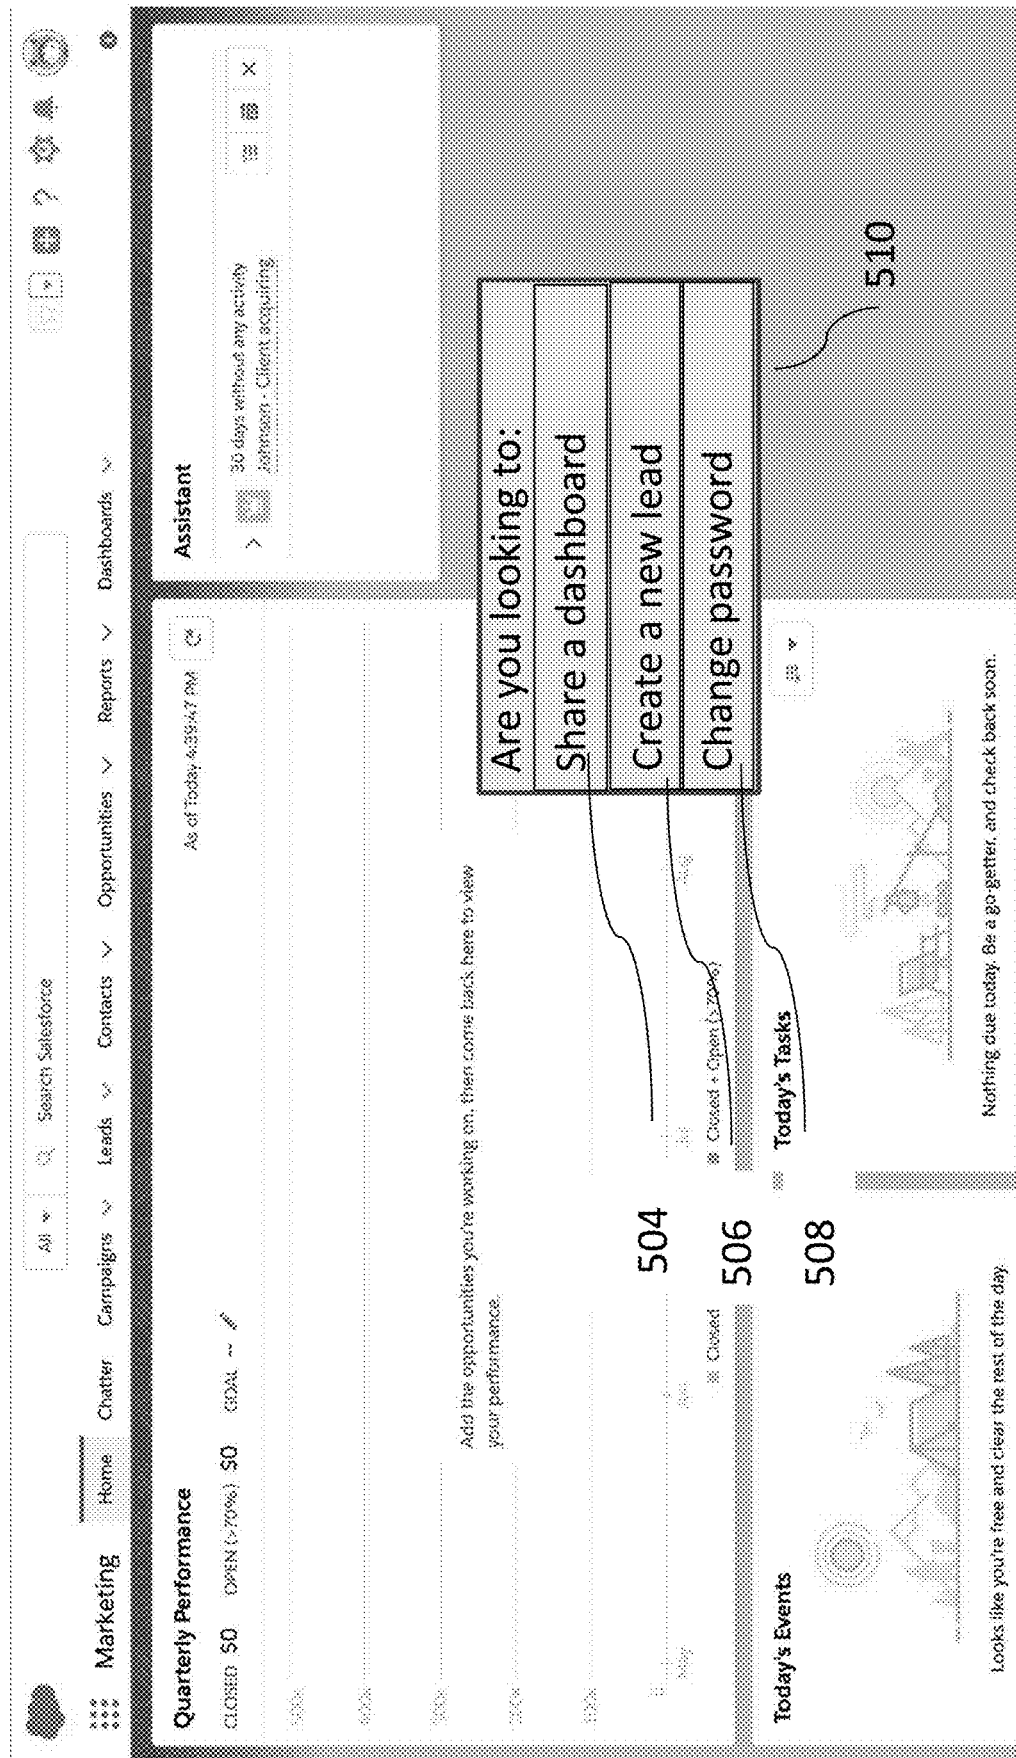 All Search Salesforce ?
Marketing Home Chatter Campaigns Leads Contacts Opportunities Reports Dashboards
Quarterly Performance
As of Today 4:39:47 PM
CLOSED $0 OPEN (>70%) $0 GOAL --
Add the opportunities you're working on, then come back here to view
your performance.
Closed Closed + Open (>70%)
Assistant
30 days without any activity
Johnson - Client acquiring
Are you looking to:
Share a dashboard
Create a new lead
Change password
504
506
508
510
Today's Events
Looks like you're free and clear the rest of the day.
Today's Tasks
Nothing due today. Be a go-getter, and check back soon.